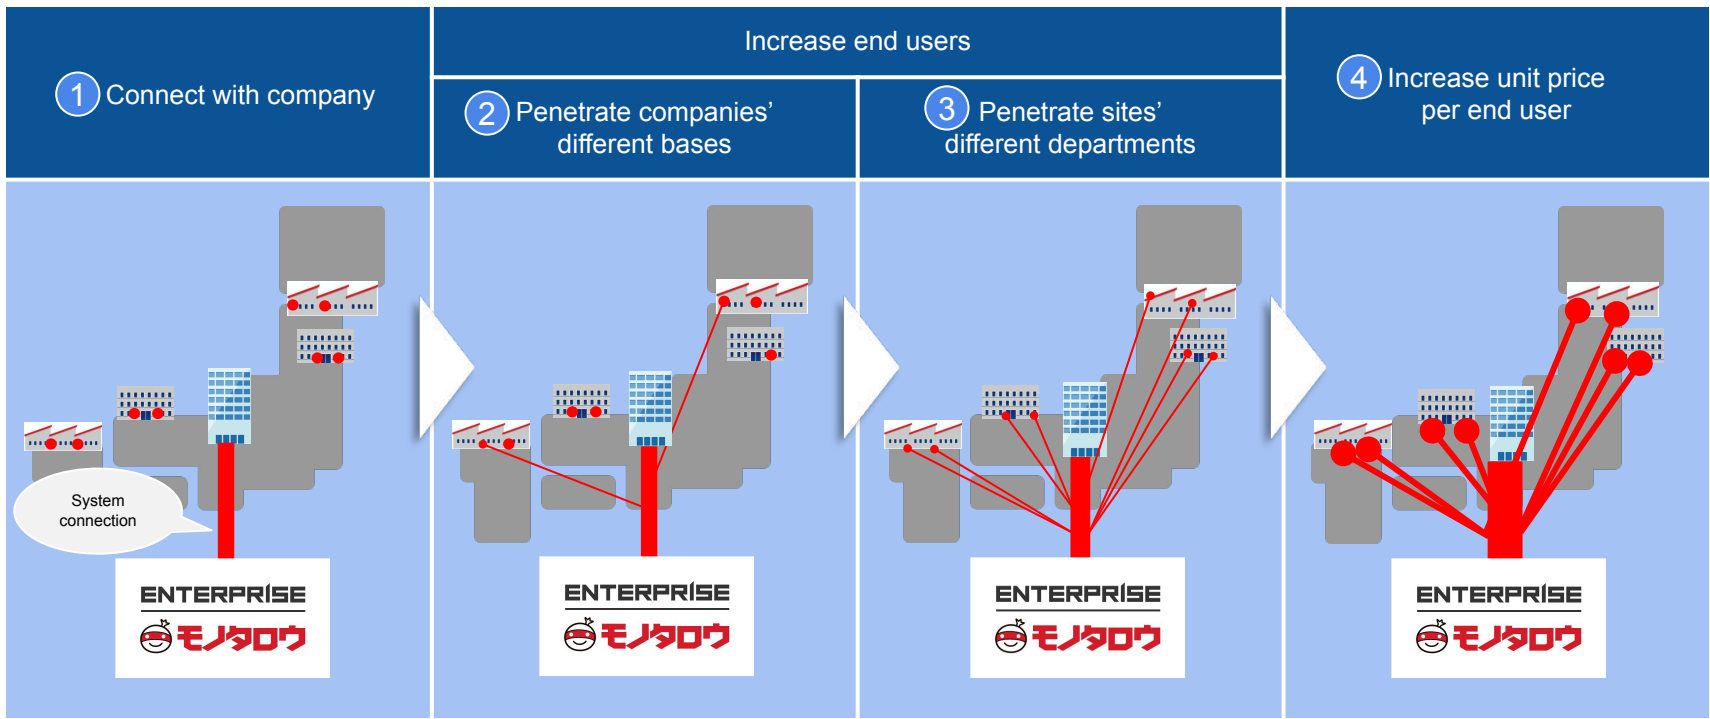 1 Connect with company
Increase end users
2 Penetrate companies'
different bases
3 Penetrate sites'
different departments
4 Increase unit price
per end user
System
connection
ENTERPRISE
モノタロウ
ENTERPRISE
モノタロウ
ENTERPRISE
モノタロウ
ENTERPRISE
モノタロウ